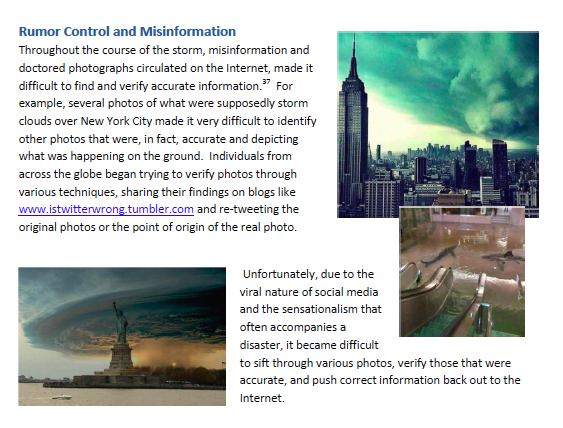 Rumor Control and Misinformation
Throughout the course of the storm, misinformation and
doctored photographs circulated on the Internet, made it
difficult to find and verify accurate information.37 For
example, several photos of what were supposedly storm
clouds over New York City made it very difficult to identify
other photos that were, in fact, accurate and depicting
what was happening on the ground. Individuals from
across the globe began trying to verify photos through
various techniques, sharing their findings on blogs like
www.istwitterwrong.tumbler.com and re-tweeting the
original photos or the point of origin of the real photo.
Unfortunately, due to the
viral nature of social media
and the sensationalism that
often accompanies a
disaster, it became difficult
to sift through various photos, verify those that were
accurate, and push correct information back out to the
Internet.